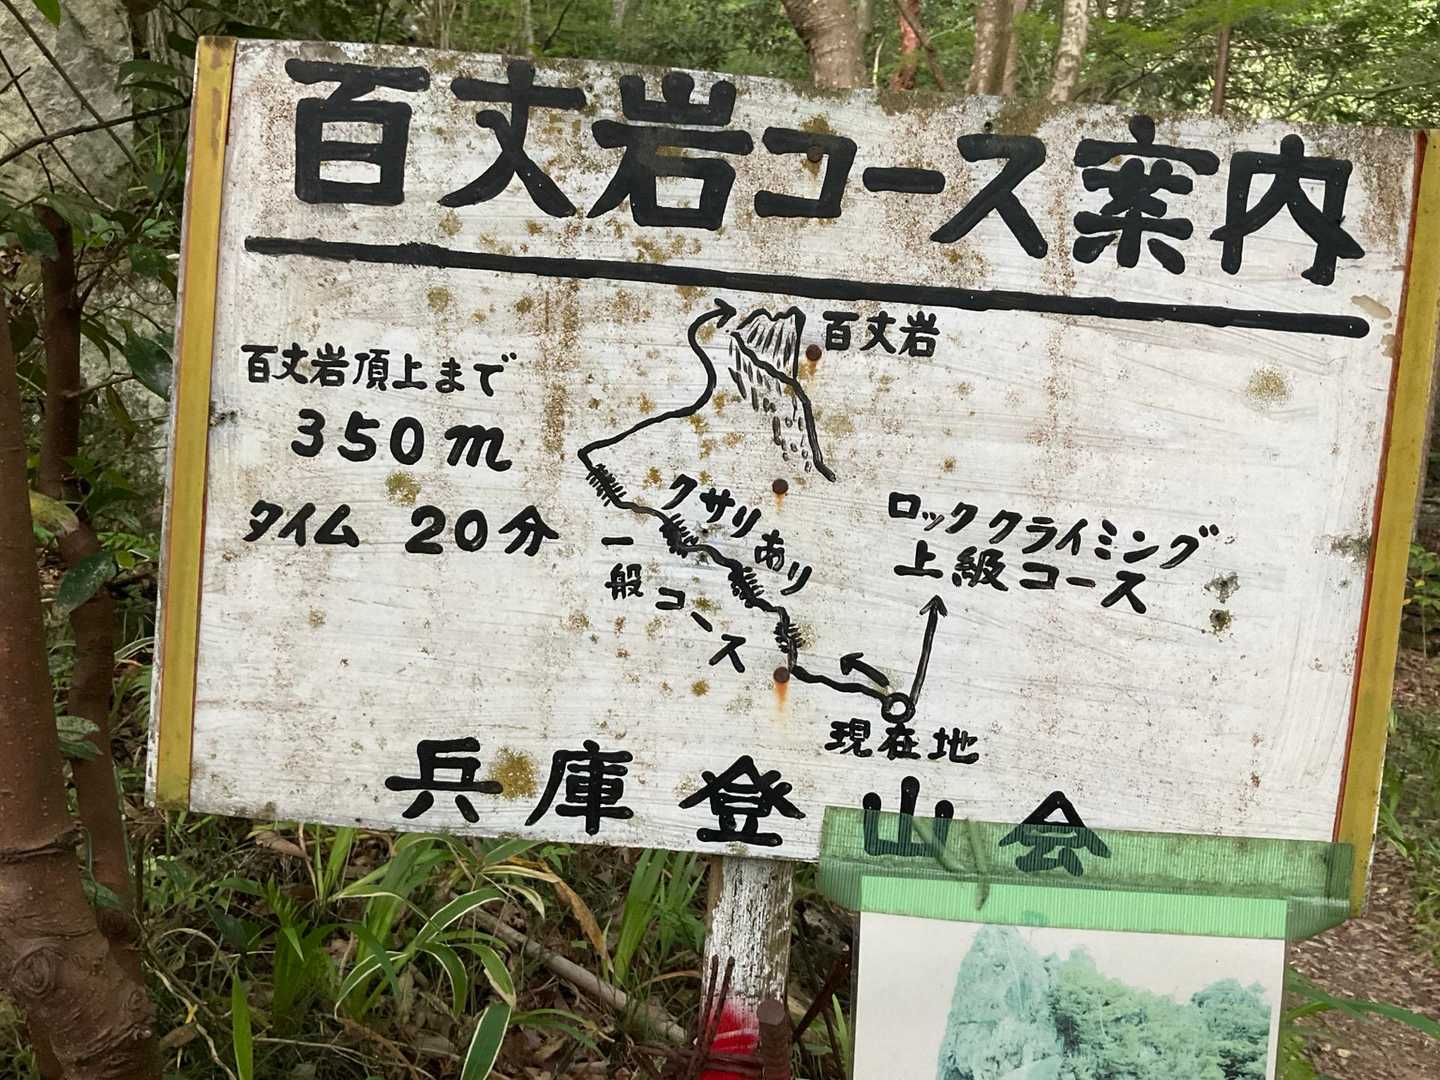 百丈岩コース案内
百丈岩
百丈岩頂上まで
350m
タイム 20分
クサリあり
一般コース
ロッククライミング
上級コース
現在地
兵庫登山会